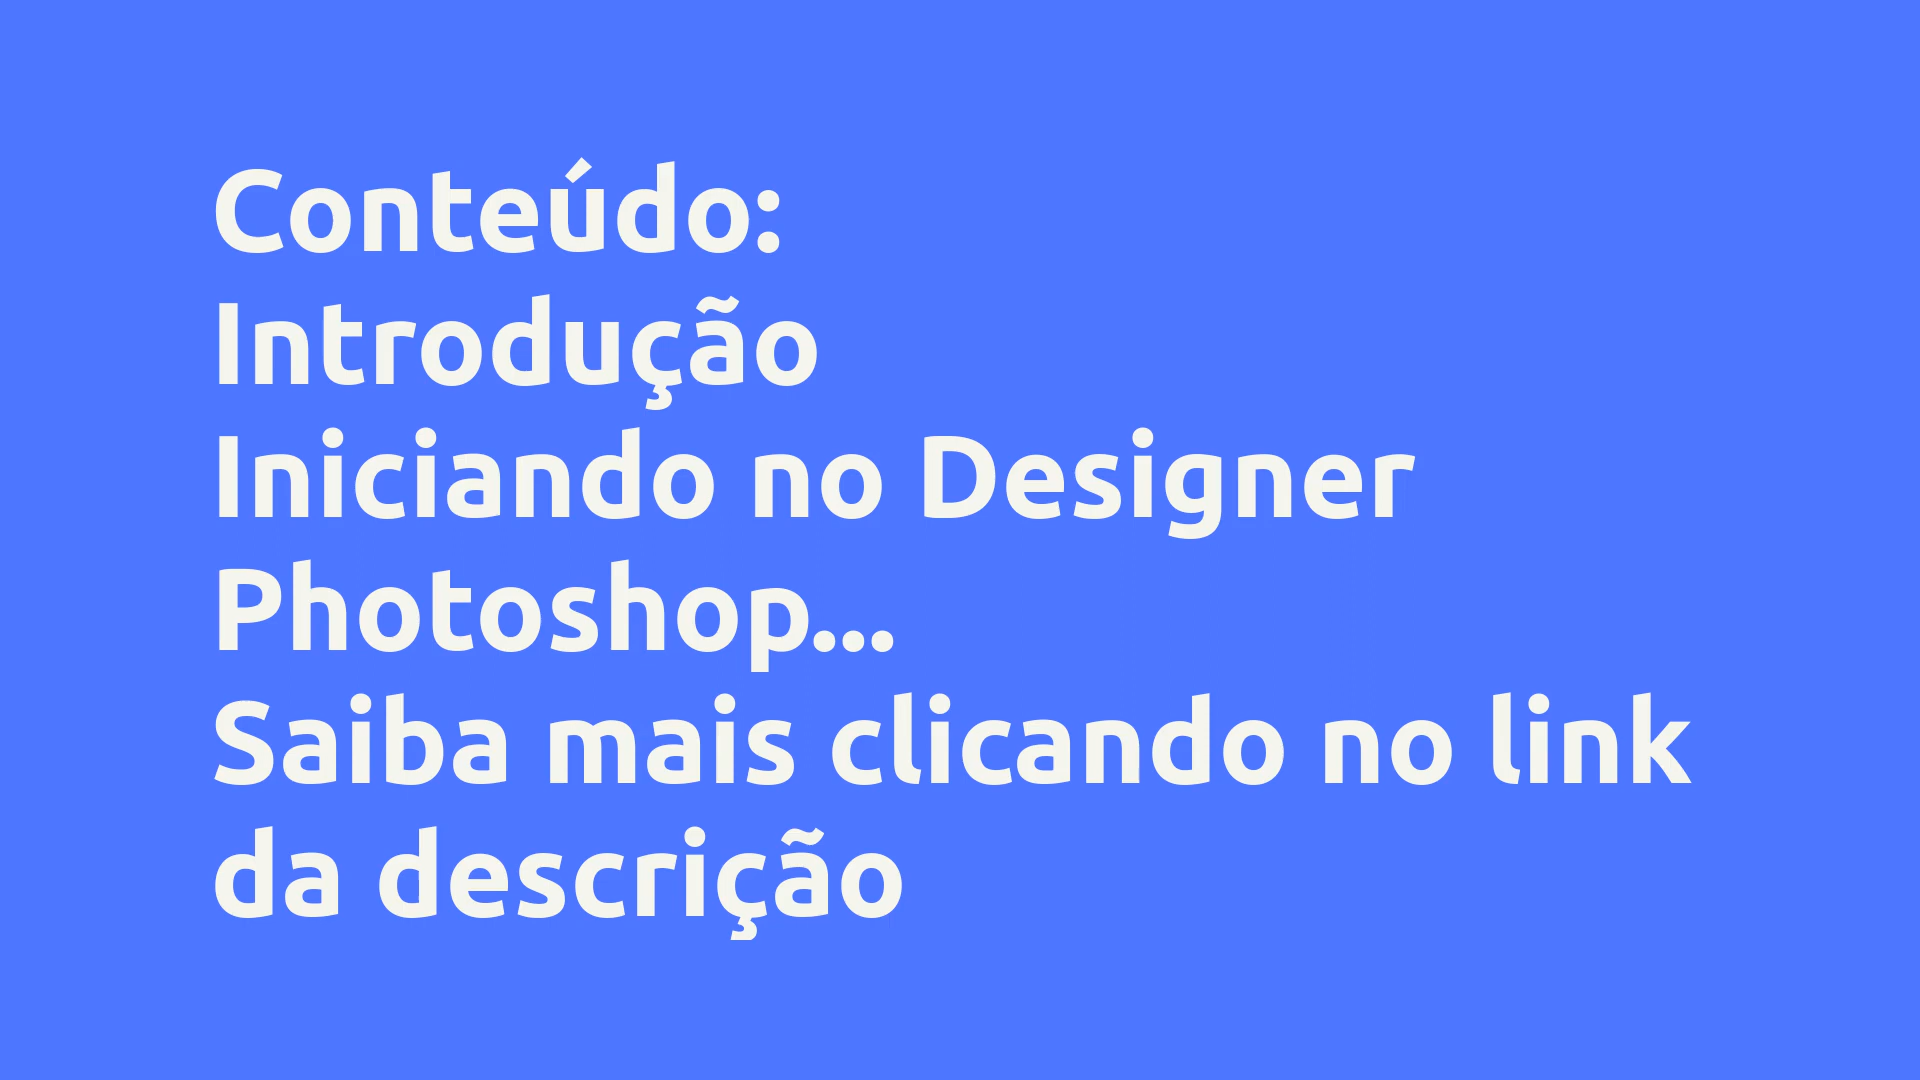 Conteúdo:
Introdução
Iniciando no Designer
Photoshop...
Saiba mais clicando no link
da descrição